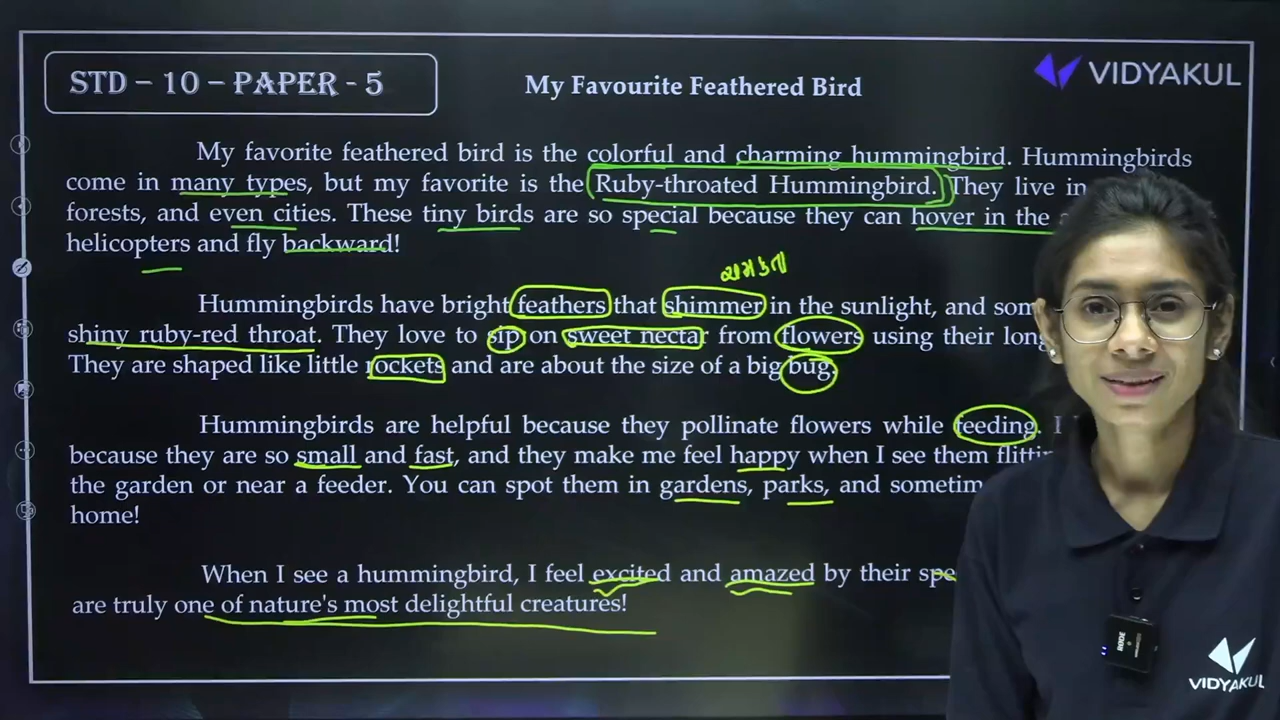 STD – 10 – PAPER - 5
My Favourite Feathered Bird
VIDYAKUL
My favorite feathered bird is the colorful and charming hummingbird. Hummingbirds
come in many types, but my favorite is the Ruby-throated Hummingbird. They live in
forests, and even cities. These tiny birds are so special because they can hover in the
helicopters and fly backward!
ચમકતા
Hummingbirds have bright feathers that shimmer in the sunlight, and
shiny ruby-red throat. They love to sip on sweet nectar from flowers using their
They are shaped like little rockets and are about the size of a big bug.
Hummingbirds are helpful because they pollinate flowers while feeding. I
because they are so small and fast, and they make me feel happy when I see them
the garden or near a feeder. You can spot them in gardens, parks, and
home!
When I see a hummingbird, I feel excited and amazed by their
are truly one of nature's most delightful creatures!
RODE
VIDYAKUL